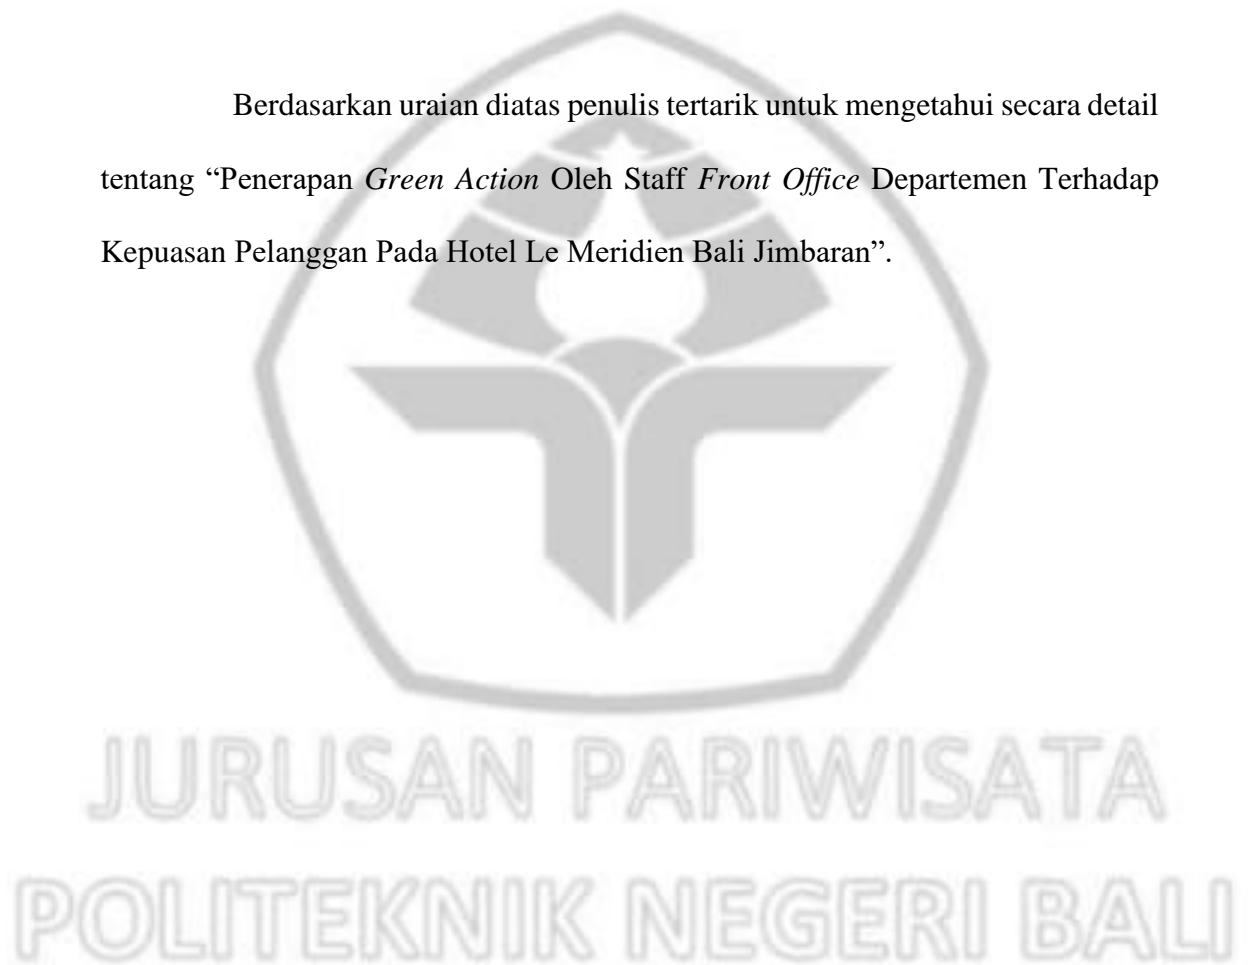 Berdasarkan uraian diatas penulis tertarik untuk mengetahui secara detail
tentang “Penerapan Green Action Oleh Staff Front Office Departemen Terhadap
Kepuasan Pelanggan Pada Hotel Le Meridien Bali Jimbaran”.
JURUSAN PARIWISATA
POLITEKNIK NEGERI BALI